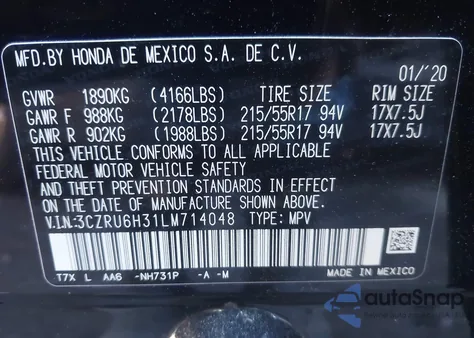 MFD.BY HONDA DE MEXICO S.A. DE C.V.
01/'20
GVWR 1890KG (4166LBS) TIRE SIZE RIM SIZE
GAWR F 988KG (2178LBS) 215/55R17 94V 17X7.5J
GAWR R 902KG (1988LBS) 215/55R17 94V 17X7.5J
THIS VEHICLE CONFORMS TO ALL APPLICABLE
FEDERAL MOTOR VEHICLE SAFETY
AND THEFT PREVENTION STANDARDS IN EFFECT
ON THE DATE OF MANUFACTURE SHOWN ABOVE.
V.I.N:3CZRU6H31LM714048 TYPE: MPV
T7X L AA6 -NH731P -A -M
MADE IN MEXICO
autoSnap